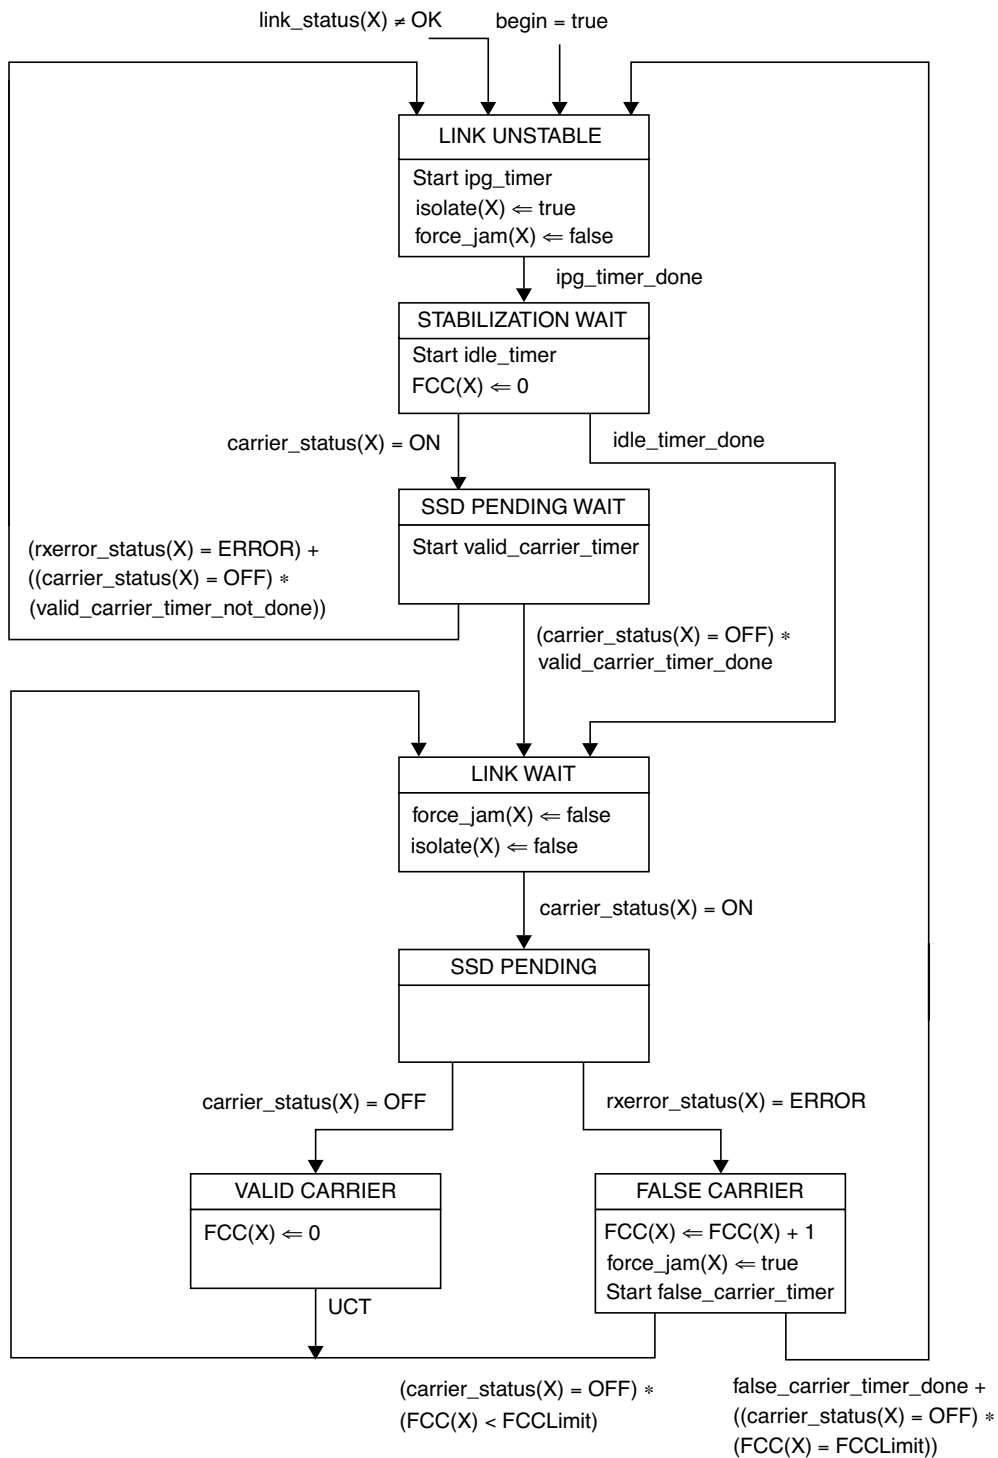 link_status(X) ≠ OK
begin = true
LINK UNSTABLE
Start ipg_timer
isolate(X) ⇐ true
force_jam(X) ⇐ false
ipg_timer_done
STABILIZATION WAIT
Start idle_timer
FCC(X) ⇐ 0
carrier_status(X) = ON
idle_timer_done
SSD PENDING WAIT
Start valid_carrier_timer
(rxerror_status(X) = ERROR) +
((carrier_status(X) = OFF) *
(valid_carrier_timer_not_done))
(carrier_status(X) = OFF) *
valid_carrier_timer_done
LINK WAIT
force_jam(X) ⇐ false
isolate(X) ⇐ false
carrier_status(X) = ON
SSD PENDING
carrier_status(X) = OFF
rxerror_status(X) = ERROR
VALID CARRIER
FCC(X) ⇐ 0
UCT
FALSE CARRIER
FCC(X) ⇐ FCC(X) + 1
force_jam(X) ⇐ true
Start false_carrier_timer
(carrier_status(X) = OFF) *
(FCC(X) < FCCLimit)
false_carrier_timer_done +
((carrier_status(X) = OFF) *
(FCC(X) = FCCLimit))